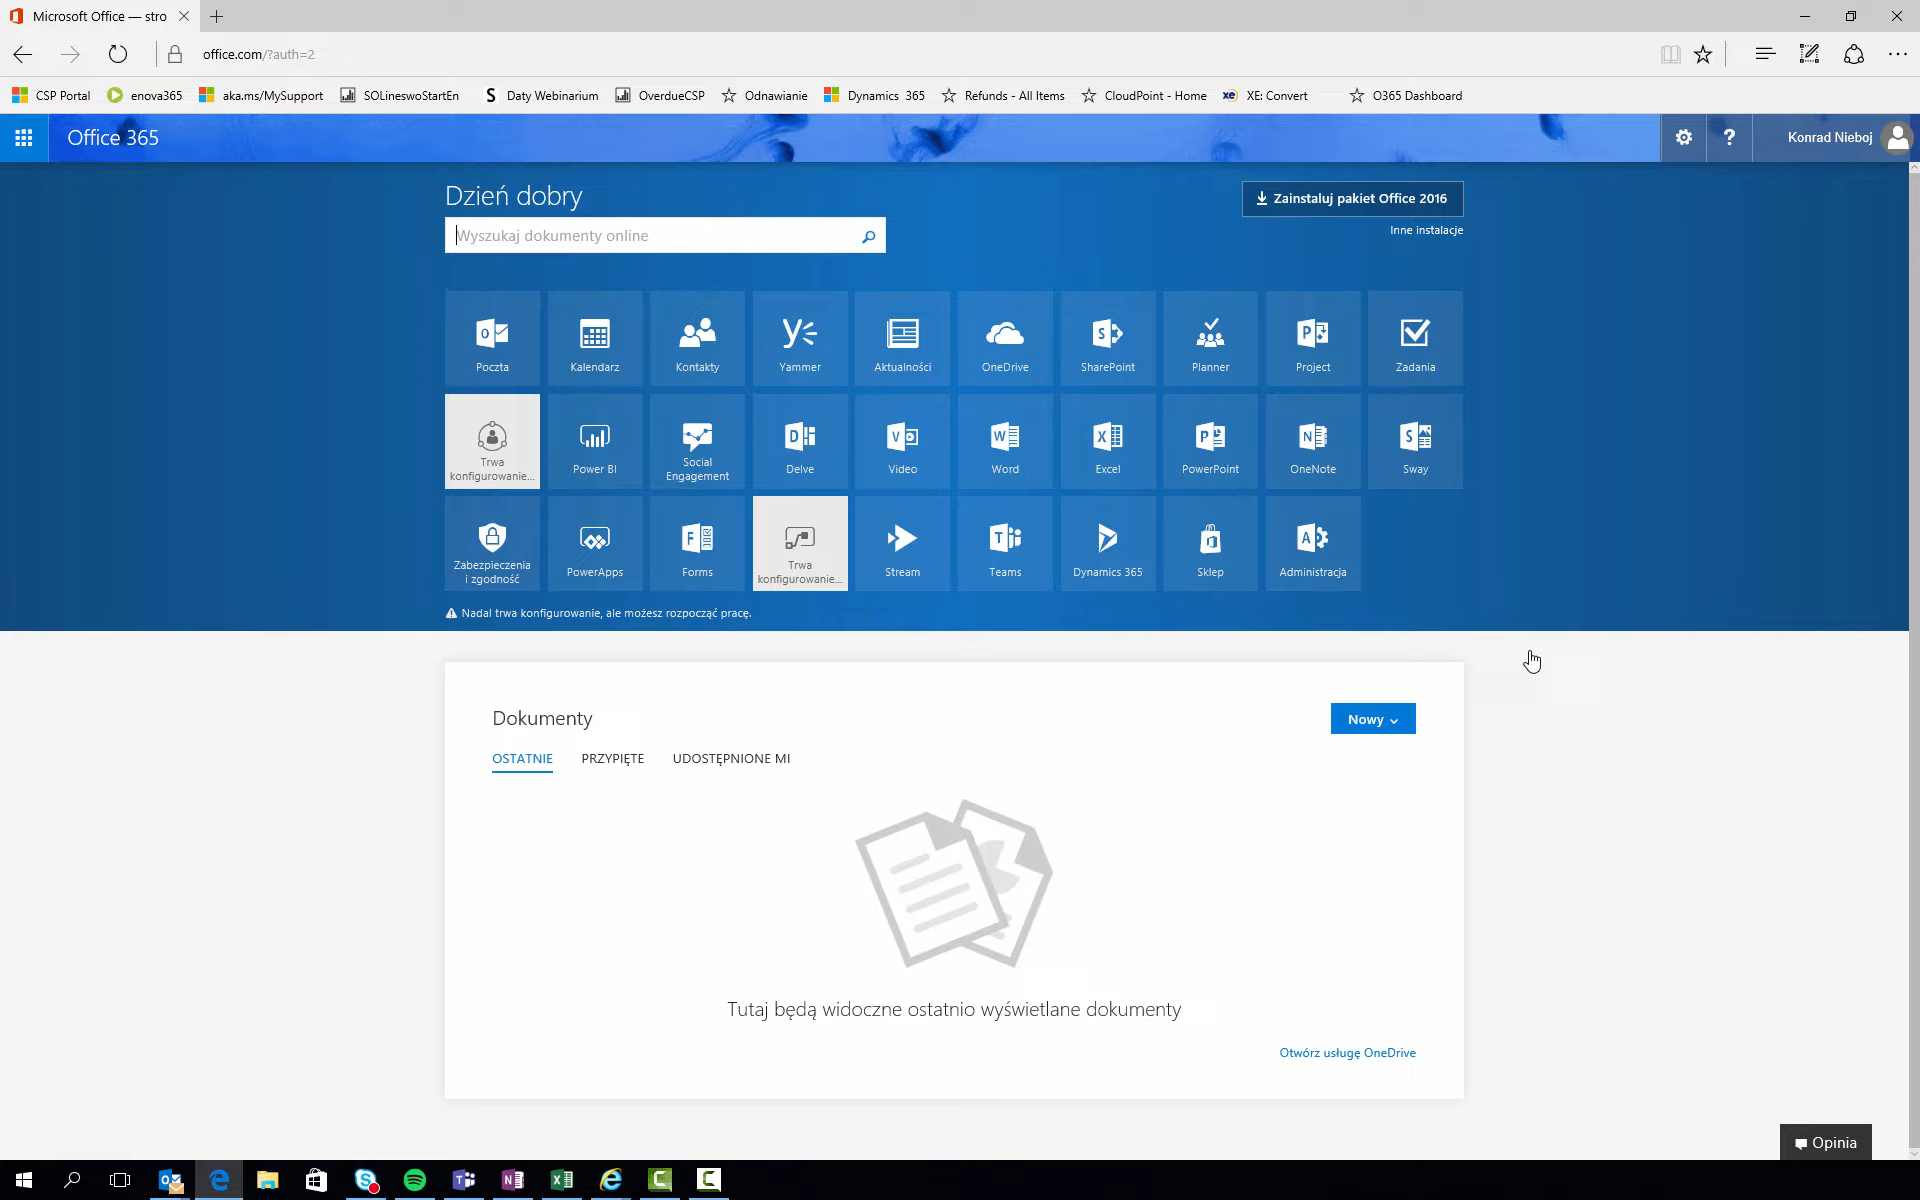 Microsoft Office — stro
office.com/?auth=2
CSP Portal
enova365
aka.ms/MySupport
SOLineswoStartEn
S Daty Webinarium
OverdueCSP
Odnawianie
Dynamics 365
Refunds - All Items
CloudPoint - Home
xe XE: Convert
O365 Dashboard
Office 365
?
Konrad Nieboj
Dzień dobry
Zainstaluj pakiet Office 2016
Wyszukaj dokumenty online
Inne instalacje
Poczta
Kalendarz
Kontakty
Yammer
Aktualności
OneDrive
SharePoint
Planner
Project
Zadania
Trwa
konfigurowanie...
Power BI
Social
Engagement
Delve
Video
Word
Excel
PowerPoint
OneNote
Sway
Zabezpieczenia
i zgodność
PowerApps
Forms
Trwa
konfigurowanie...
Stream
Teams
Dynamics 365
Sklep
Administracja
Nadal trwa konfigurowanie, ale możesz rozpocząć pracę.
Dokumenty
Nowy
OSTATNIE
PRZYPIĘTE
UDOSTĘPNIONE MI
Tutaj będą widoczne ostatnio wyświetlane dokumenty
Otwórz usługę OneDrive
Opinia